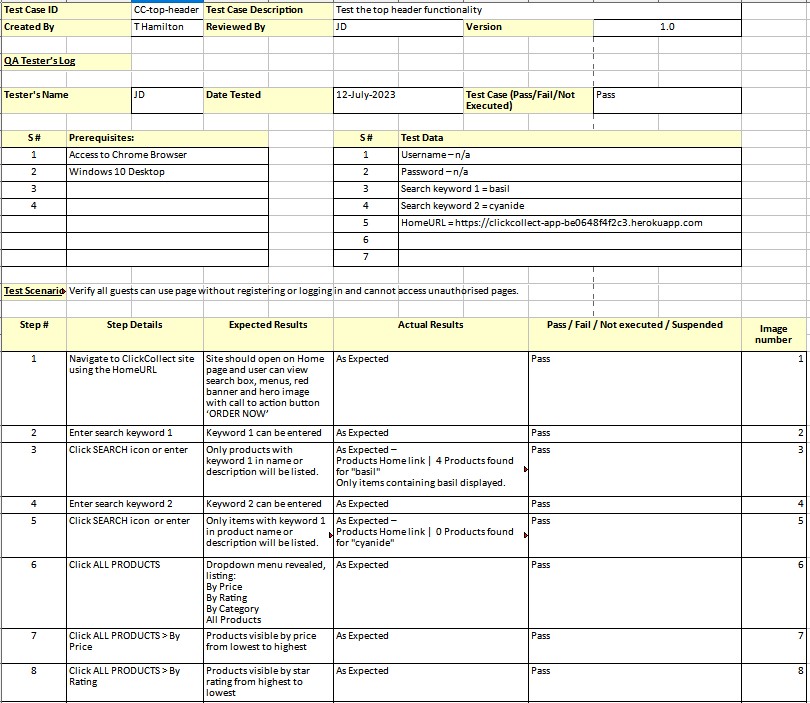 Test Case ID CC-top-header Test Case Description Test the top header functionality
Created By T Hamilton Reviewed By JD Version 1.0
QA Tester's Log
Tester's Name JD Date Tested 12-July-2023 Test Case (Pass/Fail/Not Pass
Executed)
S # Prerequisites: S # Test Data
1 Access to Chrome Browser 1 Username – n/a
2 Windows 10 Desktop 2 Password – n/a
3 3 Search keyword 1 = basil
4 4 Search keyword 2 = cyanide
5 HomeURL = https://clickcollect-app-be0648f4f2c3.herokuapp.com
6
7
Test Scenario Verify all guests can use page without registering or logging in and cannot access unauthorised pages.
Step # Step Details Expected Results Actual Results Pass / Fail / Not executed / Suspended Image
number
1 Navigate to ClickCollect site Site should open on Home As Expected Pass 1
using the HomeURL page and user can view
search box, menus, red
banner and hero image
with call to action button
‘ORDER NOW’
2 Enter search keyword 1 Keyword 1 can be entered As Expected Pass 2
3 Click SEARCH icon or enter Only products with As Expected – Pass 3
keyword 1 in name or Products Home link | 4 Products found
description will be listed. for "basil"
Only items containing basil displayed.
4 Enter search keyword 2 Keyword 2 can be entered As Expected Pass 4
5 Click SEARCH icon or enter Only items with keyword 1 As Expected – Pass 5
in product name or Products Home link | 0 Products found
description will be listed. for "cyanide"
6 Click ALL PRODUCTS Dropdown menu revealed, As Expected Pass 6
listing:
By Price
By Rating
By Category
All Products
7 Click ALL PRODUCTS > By Products visible by price As Expected Pass 7
Price from lowest to highest
8 Click ALL PRODUCTS > By Products visible by star As Expected Pass 8
Rating rating from highest to
lowest